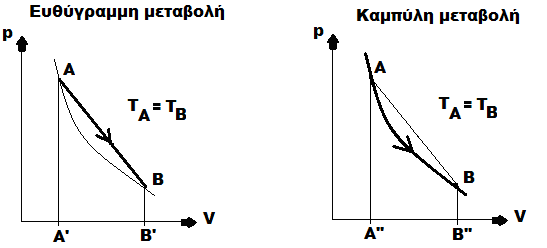 Ευθύγραμμη μεταβολή
p
A
T_A = T_B
B
A'
B'
V
Καμπύλη μεταβολή
p
A
T_A = T_B
B
A''
B''
V